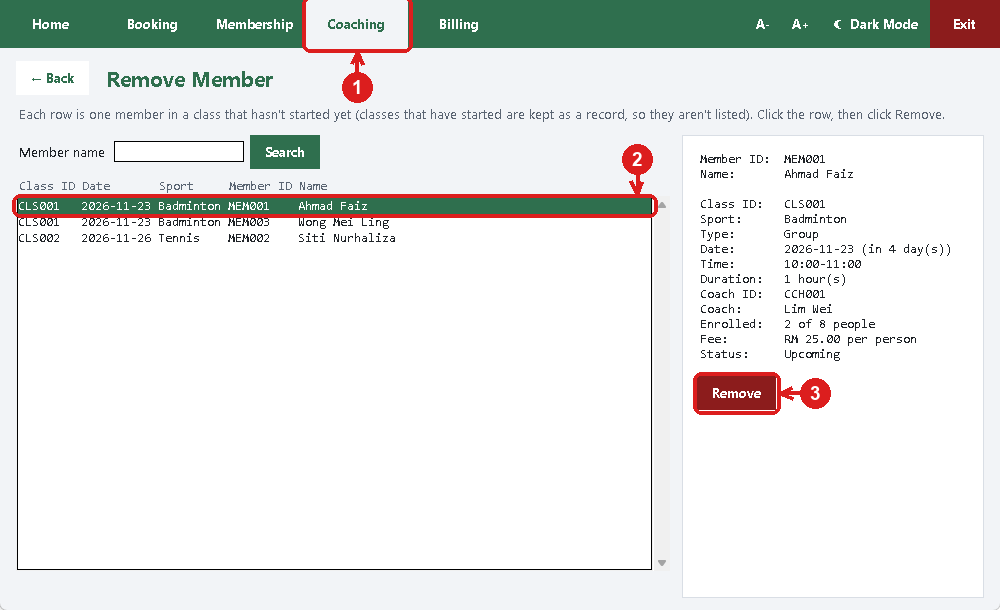 Home Booking Membership Coaching Billing A- A+ ☾ Dark Mode Exit
1
← Back Remove Member
Each row is one member in a class that hasn't started yet (classes that have started are kept as a record, so they aren't listed). Click the row, then click Remove.
Member name Search
2
Class ID Date Sport Member ID Name
CLS001 2026-11-23 Badminton MEM001 Ahmad Faiz
CLS001 2026-11-23 Badminton MEM003 Wong Mei Ling
CLS002 2026-11-26 Tennis MEM002 Siti Nurhaliza
Member ID: MEM001
Name: Ahmad Faiz
Class ID: CLS001
Sport: Badminton
Type: Group
Date: 2026-11-23 (in 4 day(s))
Time: 10:00-11:00
Duration: 1 hour(s)
Coach ID: CCH001
Coach: Lim Wei
Enrolled: 2 of 8 people
Fee: RM 25.00 per person
Status: Upcoming
Remove 3